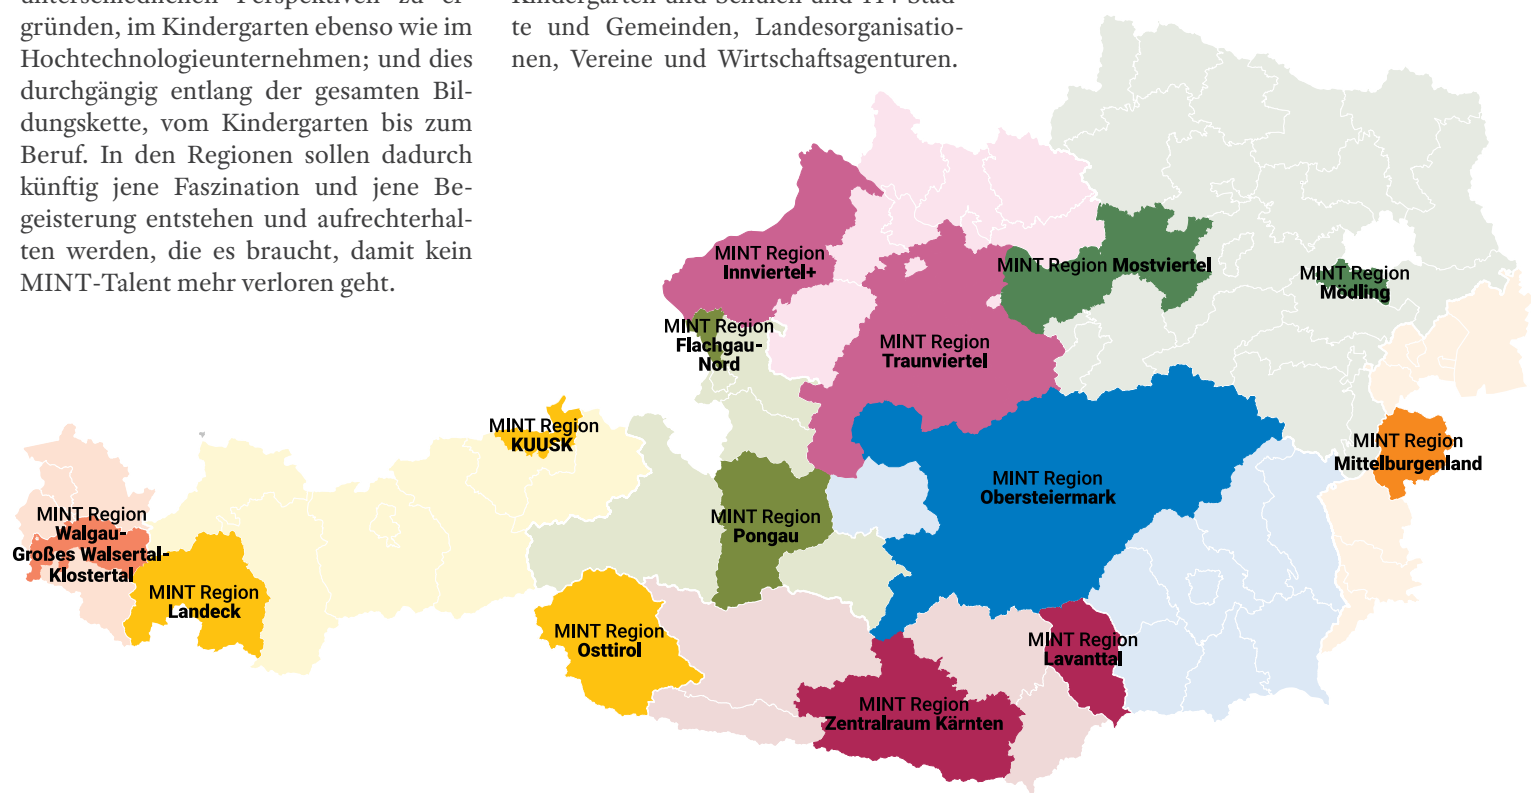 gründen, im Kindergarten ebenso wie im
Hochtechnologieunternehmen; und dies
durchgängig entlang der gesamten Bil-
dungskette, vom Kindergarten bis zum
Beruf. In den Regionen sollen dadurch
künftig jene Faszination und jene Be-
geisterung entstehen und aufrechterhal-
ten werden, die es braucht, damit kein
MINT-Talent mehr verloren geht.
te und Gemeinden, Landesorganisatio-
nen, Vereine und Wirtschaftsagenturen.
MINT Region
Innviertel+
MINT Region Mostviertel
MINT Region
Mödling
MINT Region
Flachgau-
Nord
MINT Region
Traunviertel
MINT Region
KUUSK
MINT Region
Mittelburgenland
MINT Region
Obersteiermark
MINT Region
Walgau-
Großes Walsertal-
Klostertal
MINT Region
Pongau
MINT Region
Landeck
MINT Region
Osttirol
MINT Region
Lavanttal
MINT Region
Zentralraum Kärnten